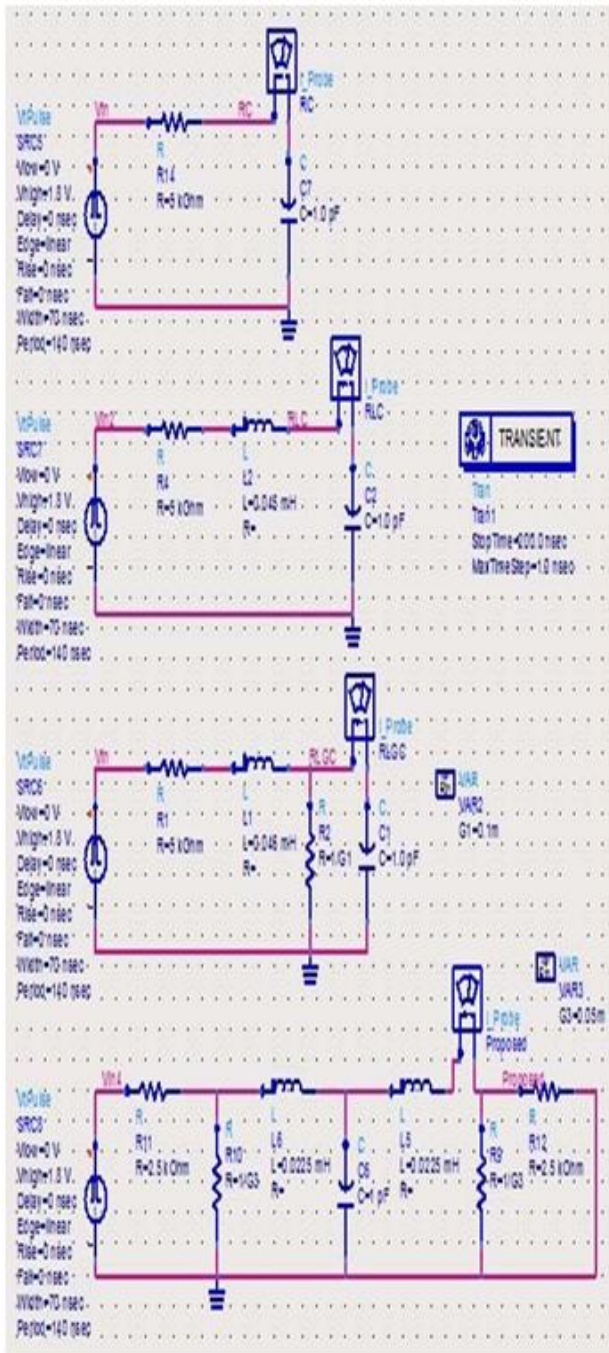 I_Probe
RC
Vin
RC
VtPulse
SRC5
Vlow=0 V
Vhigh=1.8 V
Delay=0 nsec
Edge=linear
Rise=0 nsec
Fall=0 nsec
Width=70 nsec
Period=140 nsec
R
R14
R=5 kOhm
C
C7
C=1.0 pF
I_Probe
RLC
Vin2
RLC
VtPulse
SRC7
Vlow=0 V
Vhigh=1.8 V
Delay=0 nsec
Edge=linear
Rise=0 nsec
Fall=0 nsec
Width=70 nsec
Period=140 nsec
R
R4
R=5 kOhm
L
L2
L=0.045 mH
R=
C
C2
C=1.0 pF
TRANSIENT
Tran
Tran1
StopTime=200.0 nsec
MaxTimeStep=1.0 nsec
I_Probe
RLGC
Vin
RLGC
VtPulse
SRC6
Vlow=0 V
Vhigh=1.8 V
Delay=0 nsec
Edge=linear
Rise=0 nsec
Fall=0 nsec
Width=70 nsec
Period=140 nsec
R
R1
R=5 kOhm
L
L1
L=0.045 mH
R=
R
R2
R=1/G1
C
C1
C=1.0 pF
VAR
VAR2
G1=0.1m
VAR
VAR3
G3=0.05m
I_Probe
Proposed
Vin4
Proposed
VtPulse
SRC8
Vlow=0 V
Vhigh=1.8 V
Delay=0 nsec
Edge=linear
Rise=0 nsec
Fall=0 nsec
Width=70 nsec
Period=140 nsec
R
R11
R=2.5 kOhm
R
R10
R=1/G3
L
L6
L=0.0225 mH
R=
C
C6
C=1 pF
L
L5
L=0.0225 mH
R=
R
R9
R=1/G3
R
R12
R=2.5 kOhm